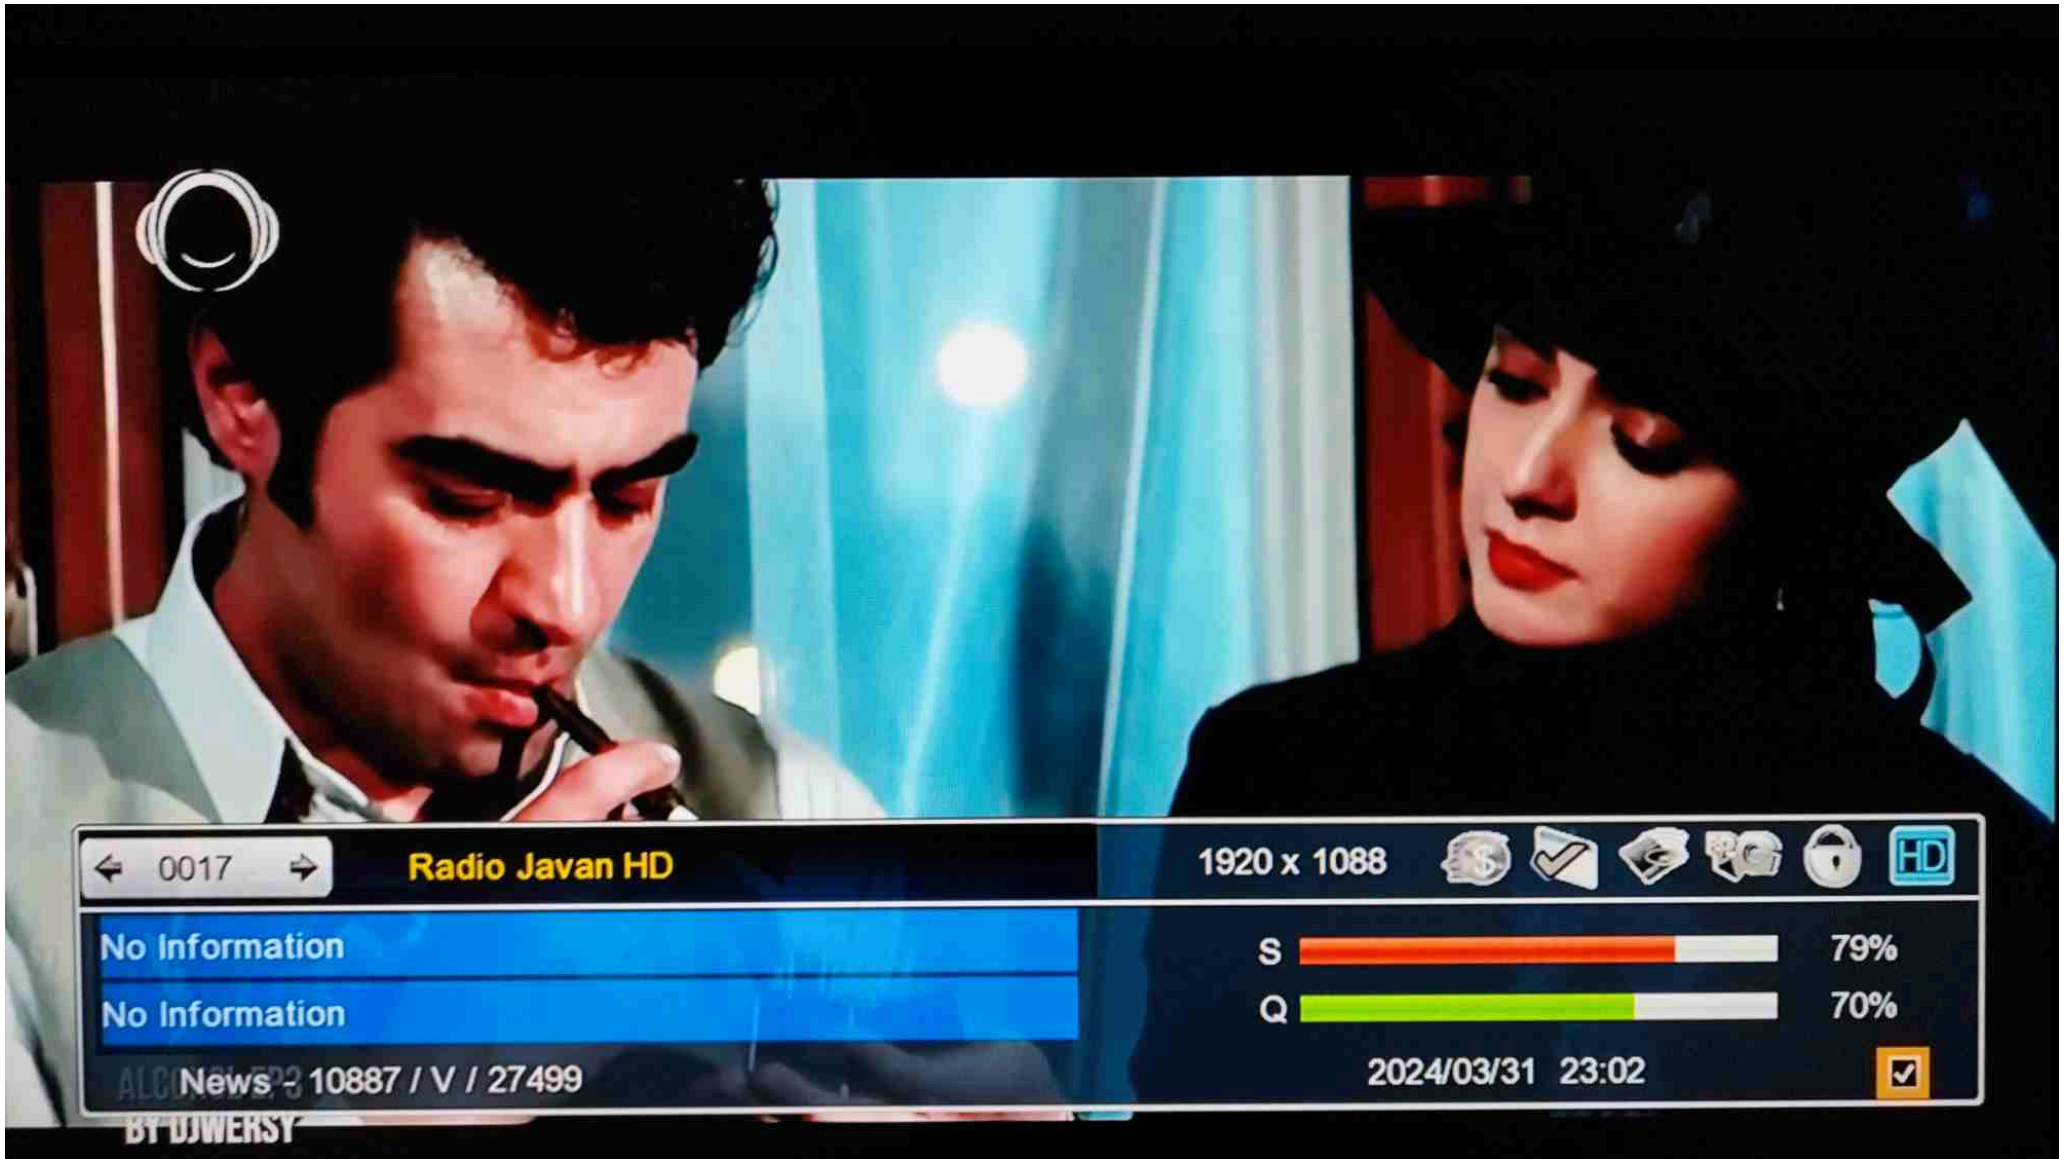 0017 Radio Javan HD 1920 x 1088 $ HD
No Information
S 79%
No Information
Q 70%
News - 10887 / V / 27499 2024/03/31 23:02
BY DJWERSY